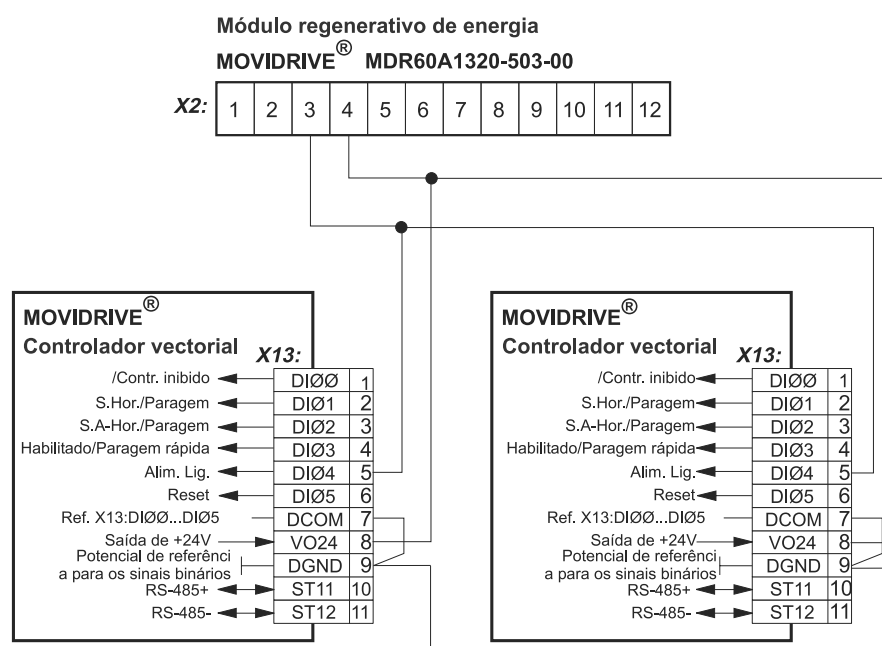 Módulo regenerativo de energia
MOVIDRIVE® MDR60A1320-503-00
X2: 1 2 3 4 5 6 7 8 9 10 11 12
MOVIDRIVE®
Controlador vectorial
X13:
/Contr. inibido DIØØ 1
S.Hor./Paragem DIØ1 2
S.A-Hor./Paragem DIØ2 3
Habilitado/Paragem rápida DIØ3 4
Alim. Lig. DIØ4 5
Reset DIØ5 6
Ref. X13:DIØØ...DIØ5 DCOM 7
Saída de +24V VO24 8
Potencial de referênci
a para os sinais binários DGND 9
RS-485+ ST11 10
RS-485- ST12 11
MOVIDRIVE®
Controlador vectorial
X13:
/Contr. inibido DIØØ 1
S.Hor./Paragem DIØ1 2
S.A-Hor./Paragem DIØ2 3
Habilitado/Paragem rápida DIØ3 4
Alim. Lig. DIØ4 5
Reset DIØ5 6
Ref. X13:DIØØ...DIØ5 DCOM 7
Saída de +24V VO24 8
Potencial de referênci
a para os sinais binários DGND 9
RS-485+ ST11 10
RS-485- ST12 11